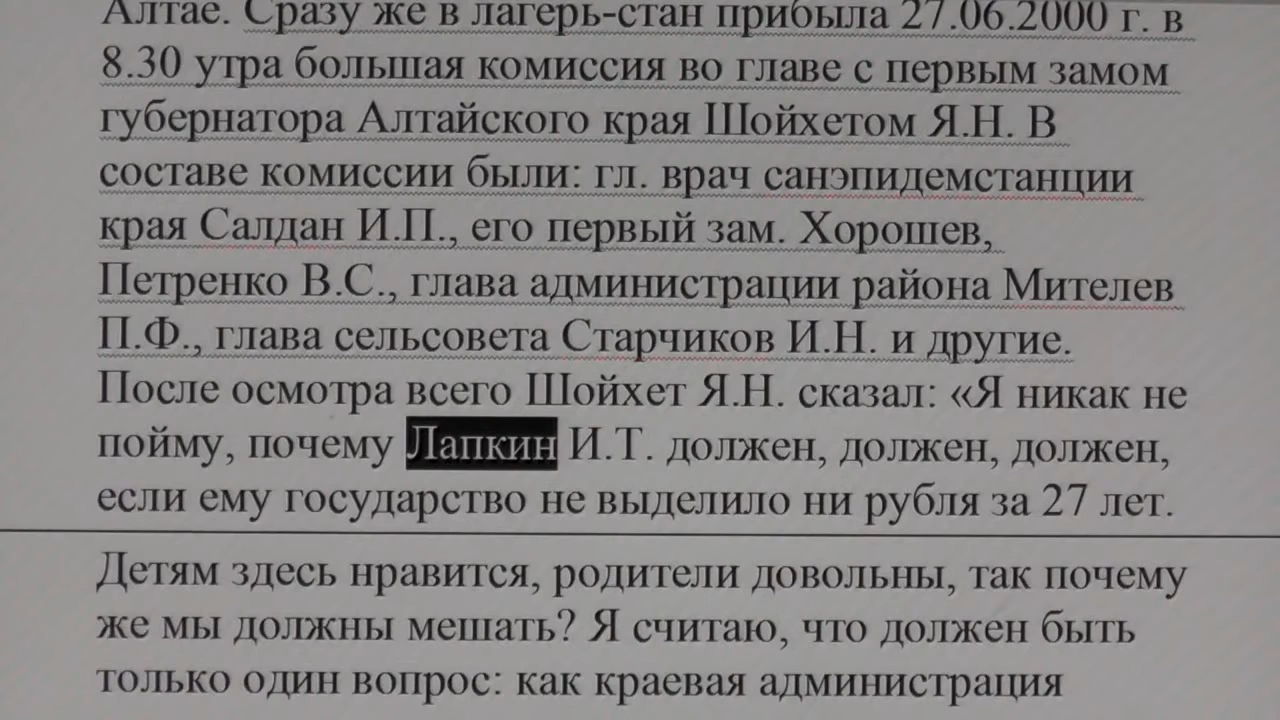 Алтае. Сразу же в лагерь-стан прибыла 27.06.2000 г. в
8.30 утра большая комиссия во главе с первым замом
губернатора Алтайского края Шойхетом Я.Н. В
составе комиссии были: гл. врач санэпидемстанции
края Салдан И.П., его первый зам. Хорошев,
Петренко В.С., глава администрации района Мителев
П.Ф., глава сельсовета Старчиков И.Н. и другие.
После осмотра всего Шойхет Я.Н. сказал: «Я никак не
пойму, почему Лапкин И.Т. должен, должен, должен,
если ему государство не выделило ни рубля за 27 лет.
Детям здесь нравится, родители довольны, так почему
же мы должны мешать? Я считаю, что должен быть
только один вопрос: как краевая администрация